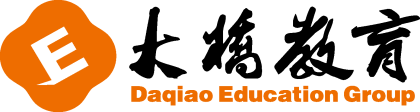 大橋教育
Daqiao Education Group